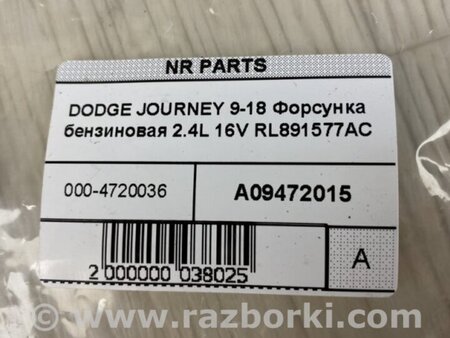 NR PARTS
DODGE JOURNEY 9-18 Форсунка
бензиновая 2.4L 16V RL891577AC
000-4720036
A09472015
2 000000 038025
A
© www.razborki.com